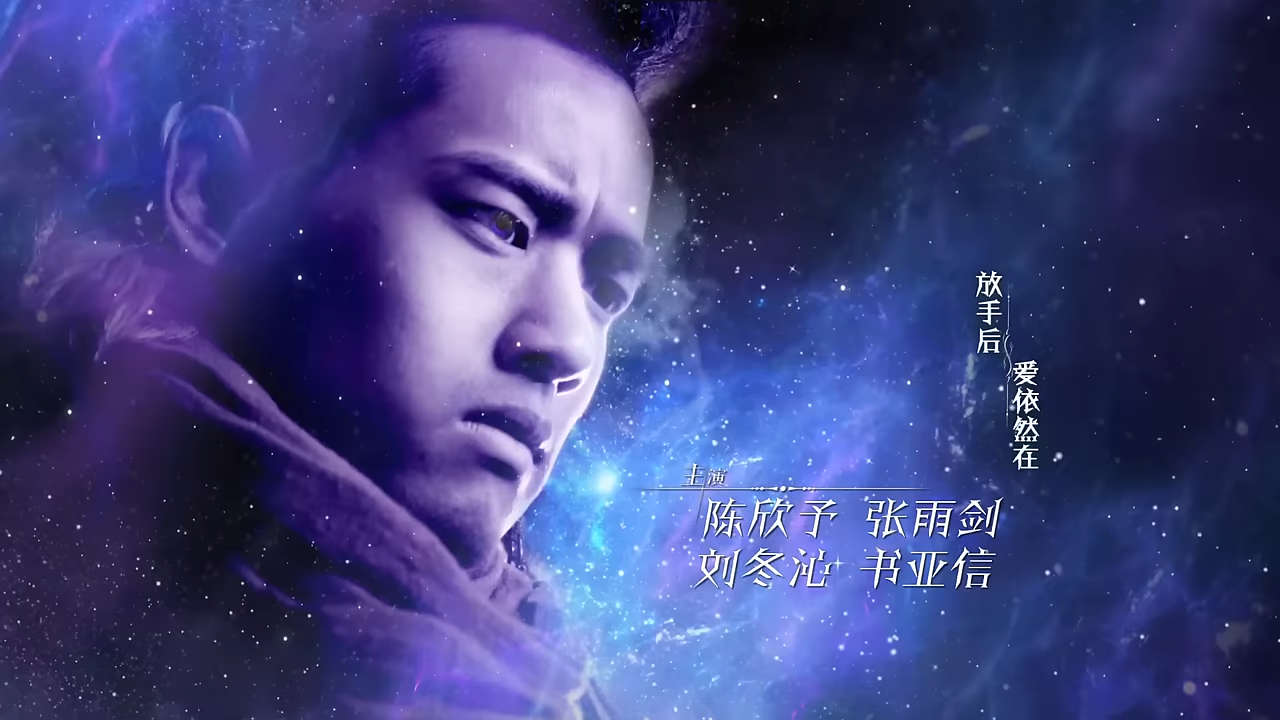 放手后
爱依然在
主演
陈欣予 张雨剑
刘冬沁 书亚信